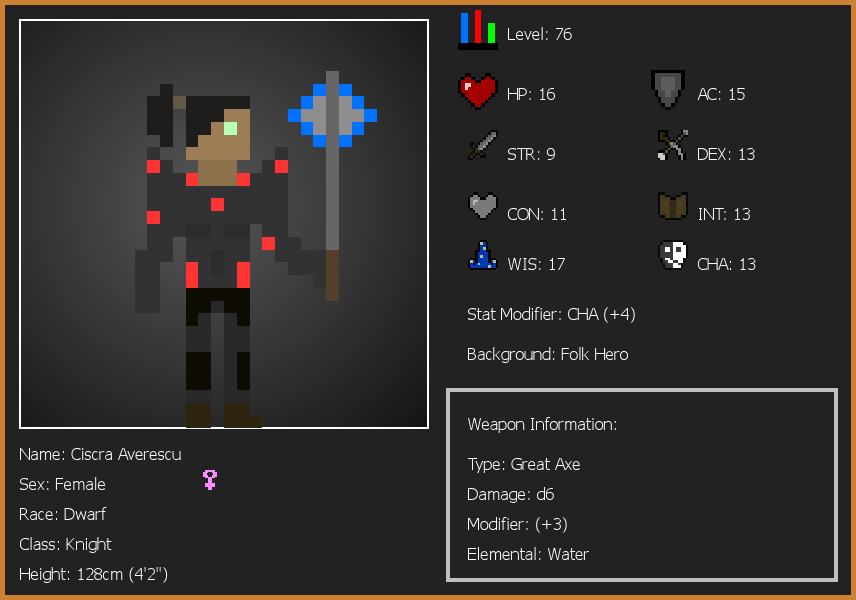 Level: 76
HP: 16
AC: 15
STR: 9
DEX: 13
CON: 11
INT: 13
WIS: 17
CHA: 13
Stat Modifier: CHA (+4)
Background: Folk Hero
Weapon Information:
Type: Great Axe
Damage: d6
Modifier: (+3)
Elemental: Water
Name: Ciscra Averescu
Sex: Female
Race: Dwarf
Class: Knight
Height: 128cm (4'2")